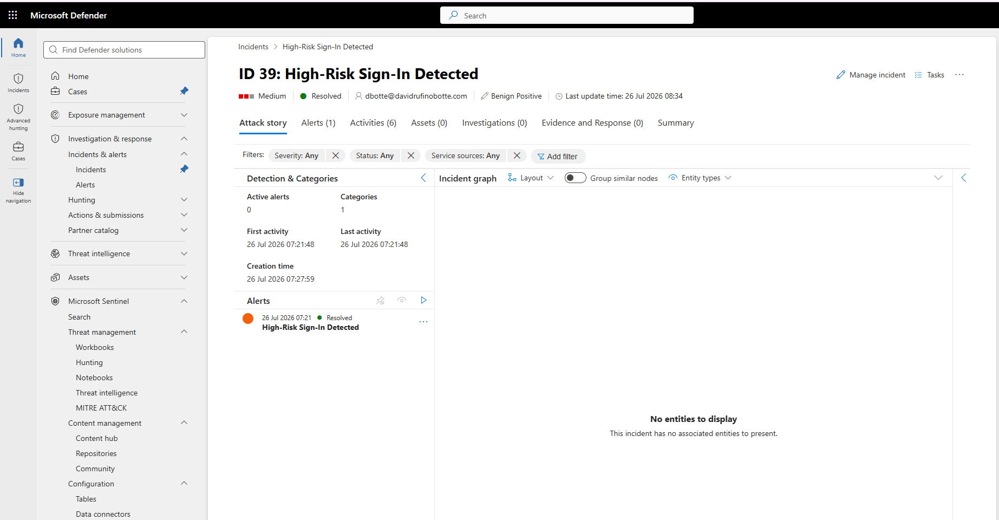 Microsoft Defender
Search
Home
Incidents
Advanced
hunting
Cases
Hide
navigation
Find Defender solutions
Home
Cases
Exposure management
Investigation & response
Incidents & alerts
Incidents
Alerts
Hunting
Actions & submissions
Partner catalog
Threat intelligence
Assets
Microsoft Sentinel
Search
Threat management
Workbooks
Hunting
Notebooks
Threat intelligence
MITRE ATT&CK
Content management
Content hub
Repositories
Community
Configuration
Tables
Data connectors
Incidents > High-Risk Sign-In Detected
ID 39: High-Risk Sign-In Detected
Manage incident Tasks ...
Medium Resolved dbotte@davidrufinobotte.com Benign Positive Last update time: 26 Jul 2026 08:34
Attack story Alerts (1) Activities (6) Assets (0) Investigations (0) Evidence and Response (0) Summary
Filters: Severity: Any Status: Any Service sources: Any Add filter
Detection & Categories
Active alerts Categories
0 1
First activity Last activity
26 Jul 2026 07:21:48 26 Jul 2026 07:21:48
Creation time
26 Jul 2026 07:27:59
Alerts
26 Jul 2026 07:21 Resolved
High-Risk Sign-In Detected
Incident graph Layout Group similar nodes Entity types
No entities to display
This incident has no associated entities to present.